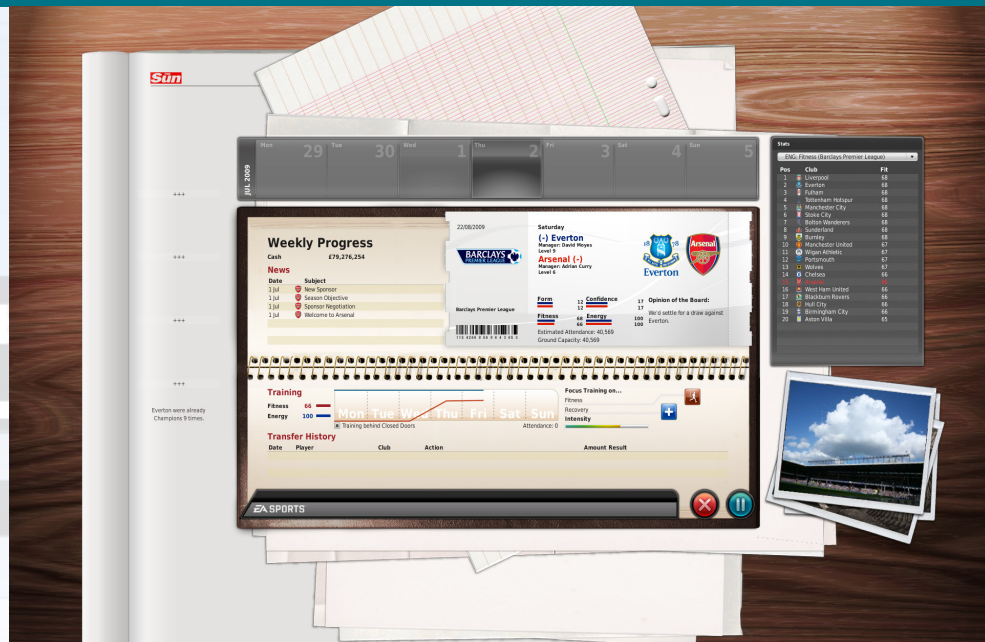 Sun
+++
+++
+++
+++
Everton were already
Champions 9 times.
JUL 2009
Mon 29
Tue 30
Wed 1
Thu 2
Fri 3
Sat 4
Sun 5
Weekly Progress
Cash £79,276,254
News
Date Subject
1 Jul New Sponsor
1 Jul Season Objective
1 Jul Sponsor Negotiation
1 Jul Welcome to Arsenal
22/08/2009
BARCLAYS
PREMIER LEAGUE
Barclays Premier League
Saturday
(-) Everton
Manager: David Moyes
Level 9
Arsenal (-)
Manager: Adrian Curry
Level 6
18 78
Everton
Arsenal
Form 12 Confidence 17
12 17
Fitness 68 Energy 100
66 100
Estimated Attendance: 40,569
Ground Capacity: 40,569
Opinion of the Board:
We'd settle for a draw against
Everton.
Training
Fitness 66
Energy 100
Mon Tue Wed Thu Fri Sat Sun
Training behind Closed Doors
Attendance: 0
Focus Training on...
Fitness
Recovery
Intensity
Transfer History
Date Player Club Action Amount Result
EA SPORTS
Stats
ENG: Fitness (Barclays Premier League)
Pos Club Fit
1 Liverpool 68
2 Everton 68
3 Fulham 68
4 Tottenham Hotspur 68
5 Manchester City 68
6 Stoke City 68
7 Bolton Wanderers 68
8 Sunderland 68
9 Burnley 68
10 Manchester United 67
11 Wigan Athletic 67
12 Portsmouth 67
13 Wolves 67
14 Chelsea 66
15 Arsenal 66
16 West Ham United 66
17 Blackburn Rovers 66
18 Hull City 66
19 Birmingham City 66
20 Aston Villa 65